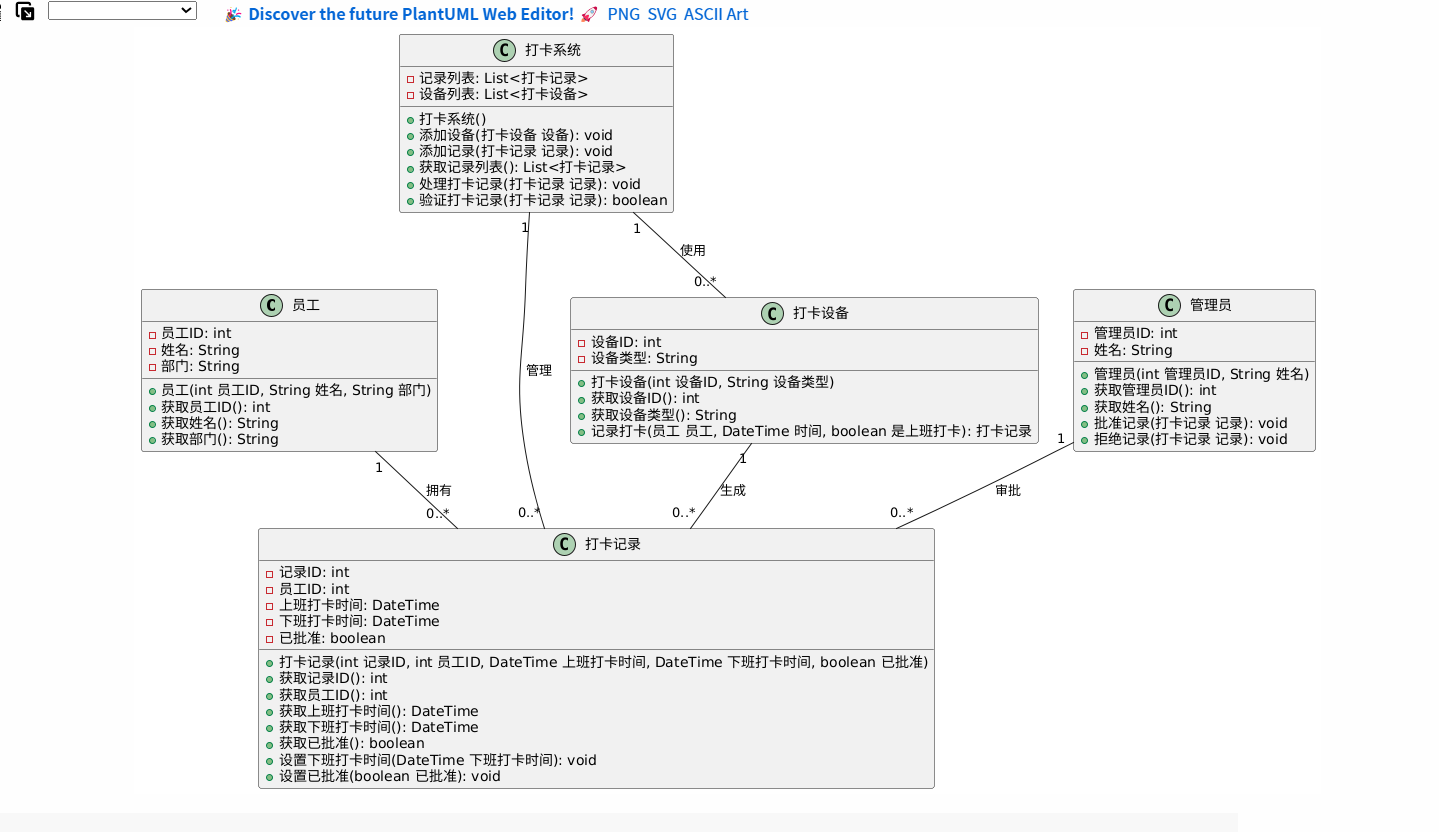 Discover the future PlantUML Web Editor! PNG SVG ASCII Art
C 打卡系统
记录列表: List<打卡记录>
设备列表: List<打卡设备>
打卡系统()
添加设备(打卡设备 设备): void
添加记录(打卡记录 记录): void
获取记录列表(): List<打卡记录>
处理打卡记录(打卡记录 记录): void
验证打卡记录(打卡记录 记录): boolean
1
1
使用
0..*
C 员工
员工ID: int
姓名: String
部门: String
员工(int 员工ID, String 姓名, String 部门)
获取员工ID(): int
获取姓名(): String
获取部门(): String
管理
C 打卡设备
设备ID: int
设备类型: String
打卡设备(int 设备ID, String 设备类型)
获取设备ID(): int
获取设备类型(): String
记录打卡(员工 员工, DateTime 时间, boolean 是上班打卡): 打卡记录
C 管理员
管理员ID: int
姓名: String
管理员(int 管理员ID, String 姓名)
获取管理员ID(): int
获取姓名(): String
批准记录(打卡记录 记录): void
拒绝记录(打卡记录 记录): void
1
1
1
拥有
生成
审批
0..*
0..*
0..*
0..*
C 打卡记录
记录ID: int
员工ID: int
上班打卡时间: DateTime
下班打卡时间: DateTime
已批准: boolean
打卡记录(int 记录ID, int 员工ID, DateTime 上班打卡时间, DateTime 下班打卡时间, boolean 已批准)
获取记录ID(): int
获取员工ID(): int
获取上班打卡时间(): DateTime
获取下班打卡时间(): DateTime
获取已批准(): boolean
设置下班打卡时间(DateTime 下班打卡时间): void
设置已批准(boolean 已批准): void